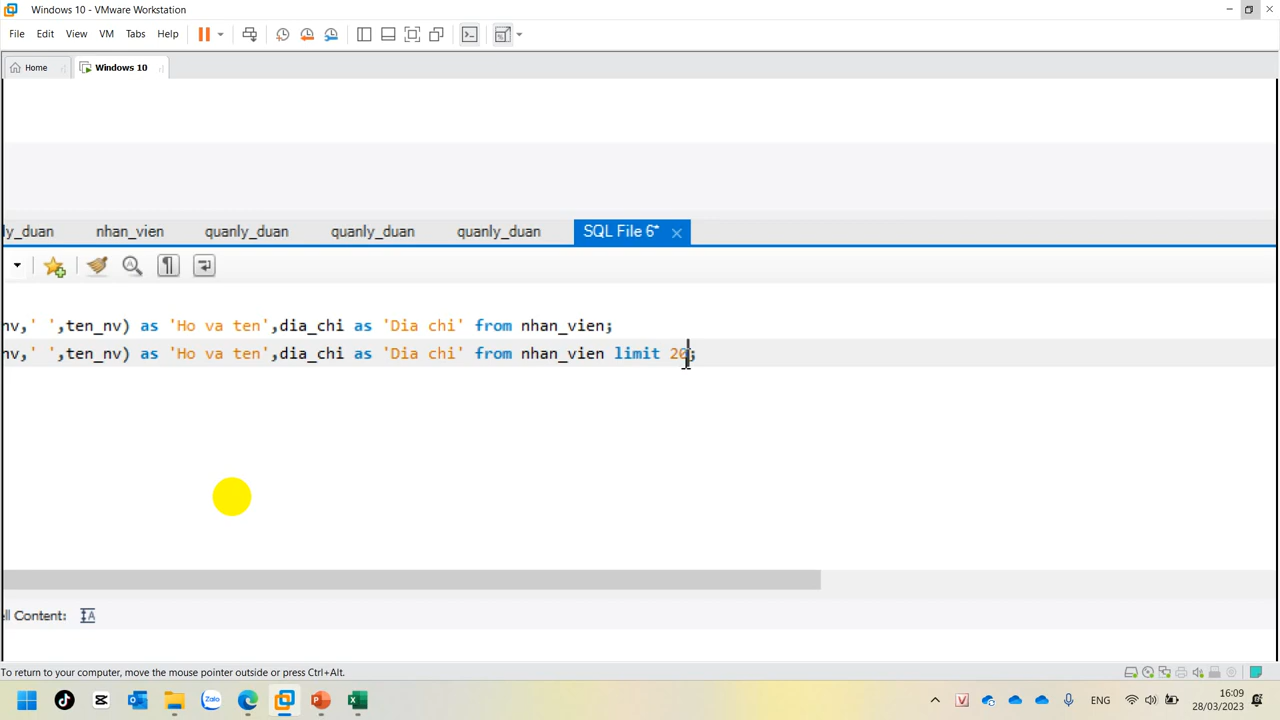 Windows 10 - VMware Workstation
File Edit View VM Tabs Help
Home Windows 10
ly_duan nhan_vien quanly_duan quanly_duan quanly_duan SQL File 6*
nv,' ',ten_nv) as 'Ho va ten',dia_chi as 'Dia chi' from nhan_vien;
nv,' ',ten_nv) as 'Ho va ten',dia_chi as 'Dia chi' from nhan_vien limit 20;
ell Content:
To return to your computer, move the mouse pointer outside or press Ctrl+Alt.
Zalo
ENG
16:09
28/03/2023